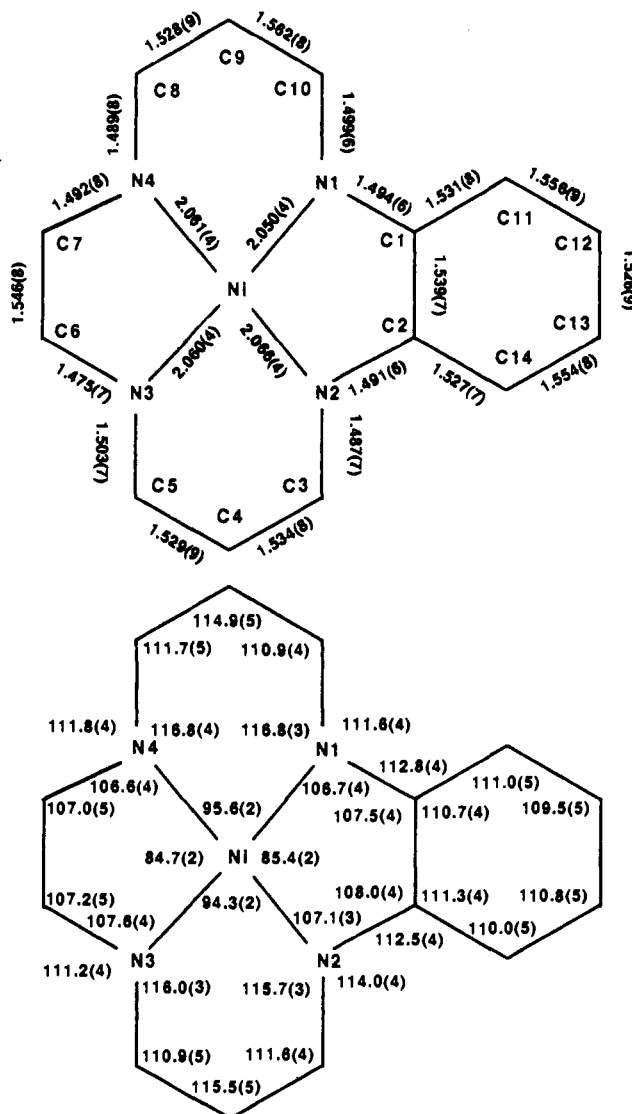 1.528(9) 1.562(8)
C9
C8 C10
1.489(8) 1.499(6)
N4 N1
1.492(8) 1.494(6) 1.531(8) 1.556(9)
2.061(4) 2.050(4)
C7 C1 C11 C12
1.546(8) Ni 1.539(7) 1.526(9)
C6 C2 C13
2.060(4) 2.066(4) C14
1.475(7) N3 N2 1.491(6) 1.527(7) 1.554(8)
1.503(7) 1.487(7)
C5 C3
C4
1.529(9) 1.534(8)
114.9(5)
111.7(5) 110.9(4)
111.8(4) 116.8(4) 116.8(3) 111.6(4)
N4 N1
112.8(4)
106.6(4) 106.7(4) 111.0(5)
107.0(5) 95.6(2) 107.5(4) 110.7(4) 109.5(5)
84.7(2) Ni 85.4(2)
107.2(5) 94.3(2) 108.0(4) 111.3(4) 110.8(5)
107.6(4) 107.1(3) 110.0(5)
112.5(4)
111.2(4) N3 N2
116.0(3) 115.7(3) 114.0(4)
110.9(5) 111.6(4)
115.5(5)